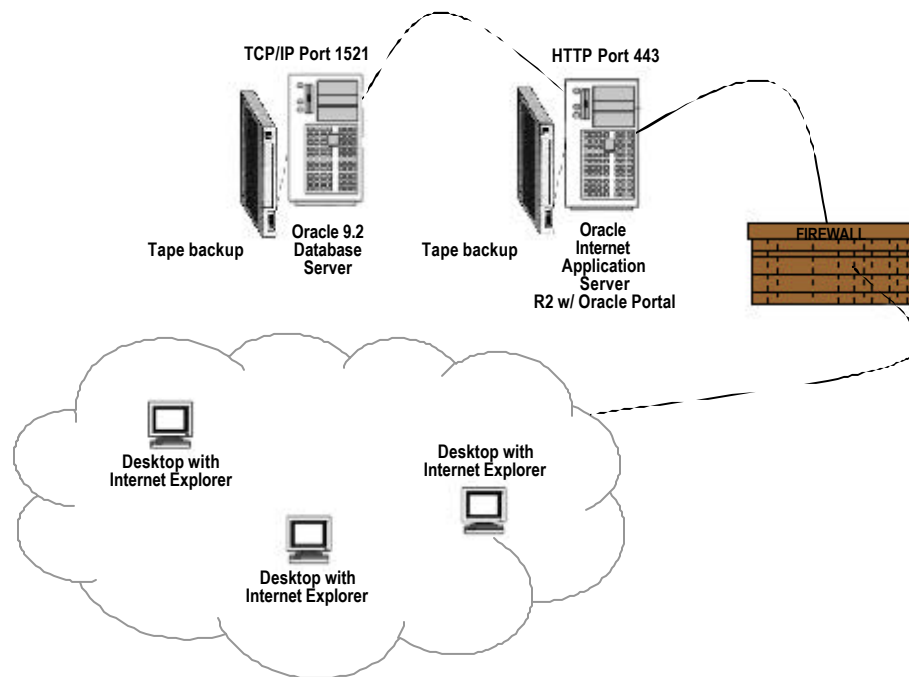 TCP/IP Port 1521
HTTP Port 443
Tape backup
Oracle 9.2
Database
Server
Tape backup
Oracle
Internet
Application
Server
R2 w/ Oracle Portal
FIREWALL
Desktop with
Internet Explorer
Desktop with
Internet Explorer
Desktop with
Internet Explorer